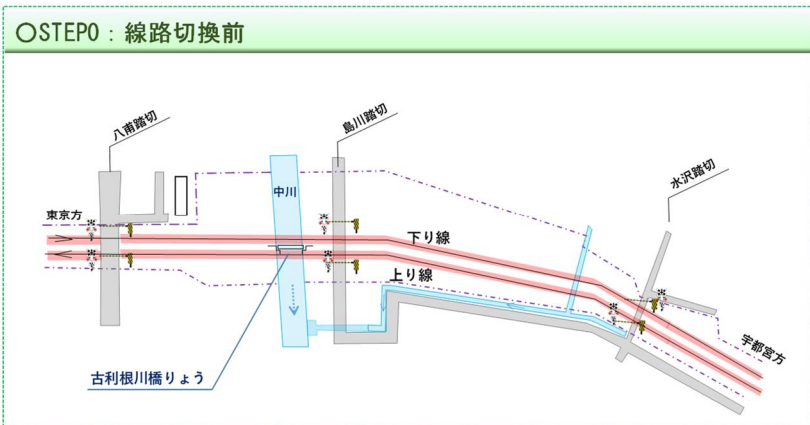 〇STEP0：線路切換前
八甫踏切
島川踏切
水沢踏切
中川
東京方
下り線
上り線
宇都宮方
古利根川橋りょう